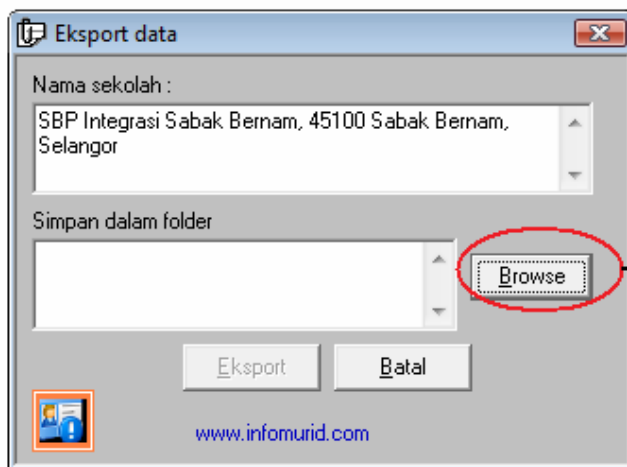 Eksport data
Nama sekolah :
SBP Integrasi Sabak Bernam, 45100 Sabak Bernam,
Selangor
Simpan dalam folder
Browse
Eksport
Batal
www.infomurid.com